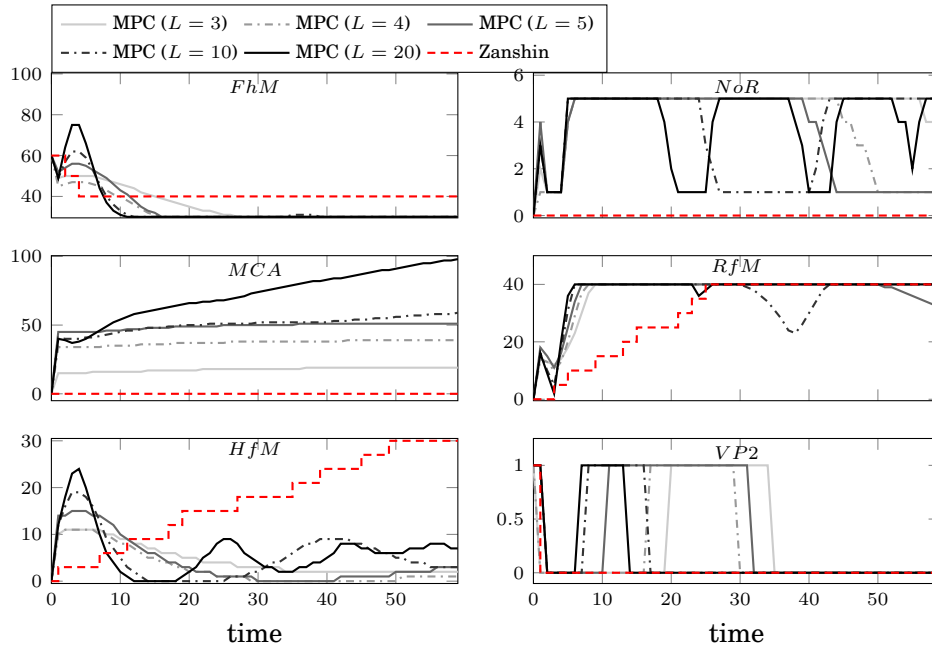 MPC (L = 3) MPC (L = 4) MPC (L = 5)
MPC (L = 10) MPC (L = 20) Zanshin
FhM
100
80
60
40
NoR
6
4
2
0
MCA
100
50
0
RfM
40
20
0
HfM
30
20
10
0
0 10 20 30 40 50
time
VP2
1
0.5
0
0 10 20 30 40 50
time